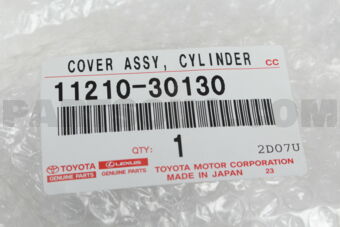 COVER ASSY, CYLINDER CC
11210-30130
QTY: 1 2D07U
TOYOTA LEXUS TOYOTA MOTOR CORPORATION
GENUINE PARTS GENUINE PARTS MADE IN JAPAN 23